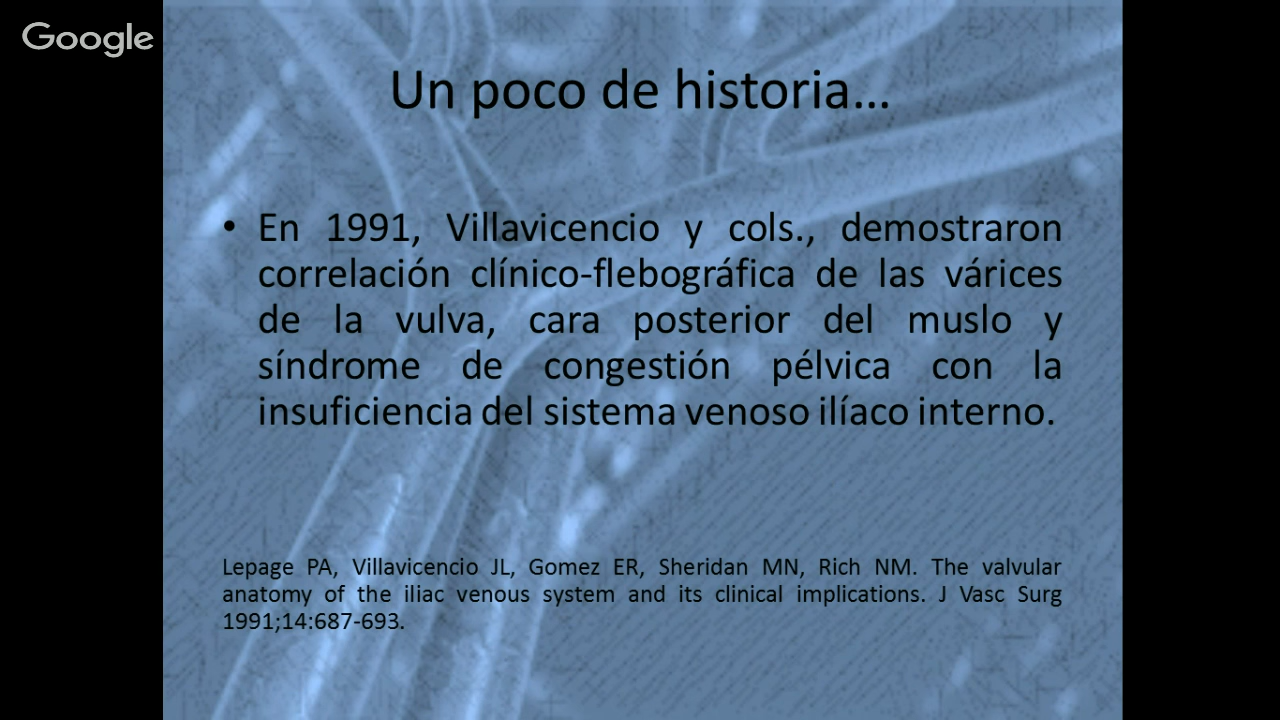 Google
Un poco de historia...
• En 1991, Villavicencio y cols., demostraron
correlación clínico-flebográfica de las várices
de la vulva, cara posterior del muslo y
síndrome de congestión pélvica con la
insuficiencia del sistema venoso ilíaco interno.
Lepage PA, Villavicencio JL, Gomez ER, Sheridan MN, Rich NM. The valvular
anatomy of the iliac venous system and its clinical implications. J Vasc Surg
1991;14:687-693.